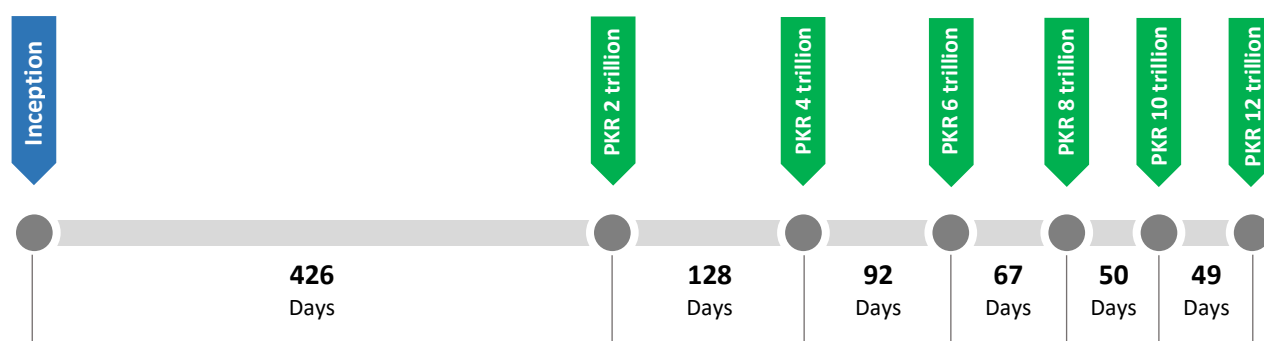 Inception
PKR 2 trillion
PKR 4 trillion
PKR 6 trillion
PKR 8 trillion
PKR 10 trillion
PKR 12 trillion
426
Days
128
Days
92
Days
67
Days
50
Days
49
Days